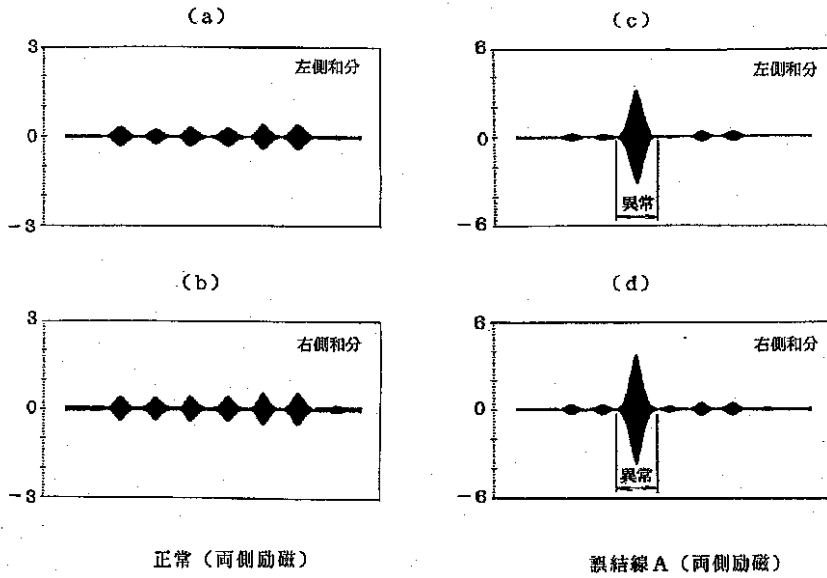 (a)
3
0
−3
左側和分
(b)
3
0
−3
右側和分
正常(両側励磁)
(c)
6
0
−6
左側和分
異常
(d)
6
0
−6
右側和分
異常
誤結線A(両側励磁)